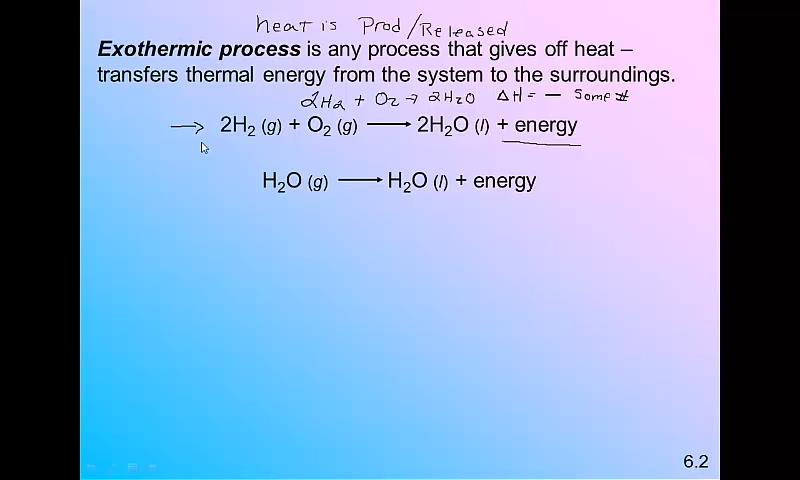 heat is Prod/Released
Exothermic process is any process that gives off heat –
transfers thermal energy from the system to the surroundings.
2H2 + O2 → 2H2O ΔH = – some #
→ 2H₂ (g) + O₂ (g) ⟶ 2H₂O (l) + energy
H₂O (g) ⟶ H₂O (l) + energy
6.2